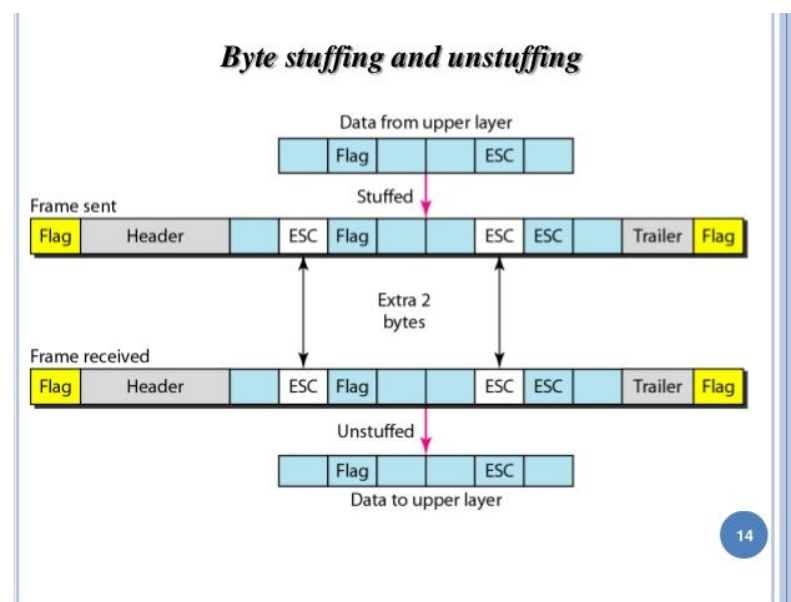 Byte stuffing and unstuffing
Data from upper layer
Flag ESC
Stuffed
Frame sent
Flag Header ESC Flag ESC ESC Trailer Flag
Extra 2
bytes
Frame received
Flag Header ESC Flag ESC ESC Trailer Flag
Unstuffed
Flag ESC
Data to upper layer
14